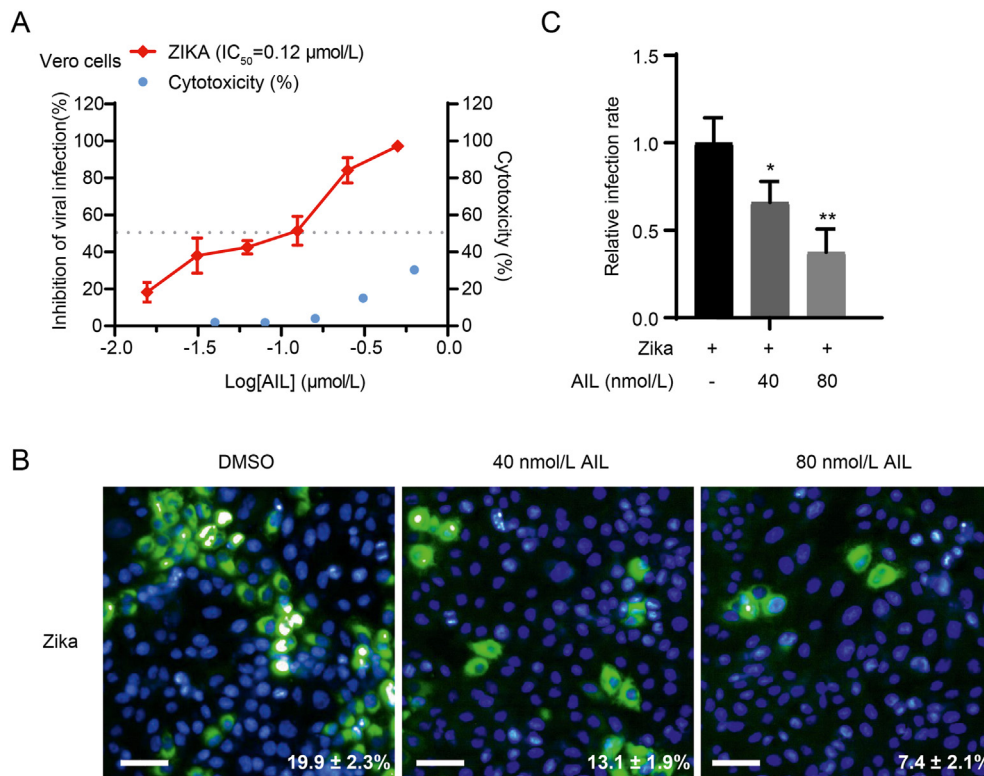 A
Vero cells
ZIKA (IC50=0.12 µmol/L)
Cytotoxicity (%)
Inhibition of viral infection(%)
120
100
80
60
40
20
0
120
100
80
60
40
20
0
Cytotoxicity (%)
-2.0 -1.5 -1.0 -0.5 0.0
Log[AIL] (µmol/L)
C
Relative infection rate
1.5
1.0
0.5
0.0
*
**
Zika + + +
AIL (nmol/L) - 40 80
B
DMSO 40 nmol/L AIL 80 nmol/L AIL
Zika
19.9 ± 2.3% 13.1 ± 1.9% 7.4 ± 2.1%